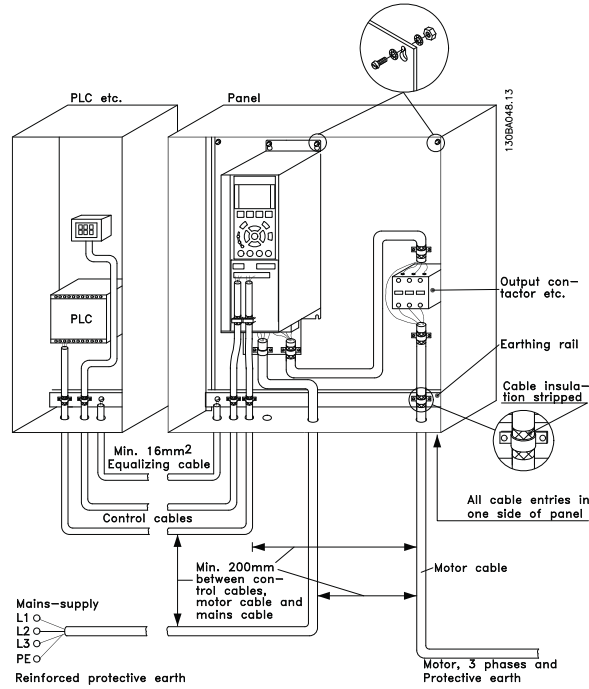 PLC etc.
Panel
130BA048.13
PLC
Output con-
tactor etc.
Earthing rail
Cable insula-
tion stripped
Min. 16mm2
Equalizing cable
Control cables
All cable entries in
one side of panel
Min. 200mm
between con-
trol cables,
motor cable and
mains cable
Motor cable
Mains-supply
L1
L2
L3
PE
Reinforced protective earth
Motor, 3 phases and
Protective earth